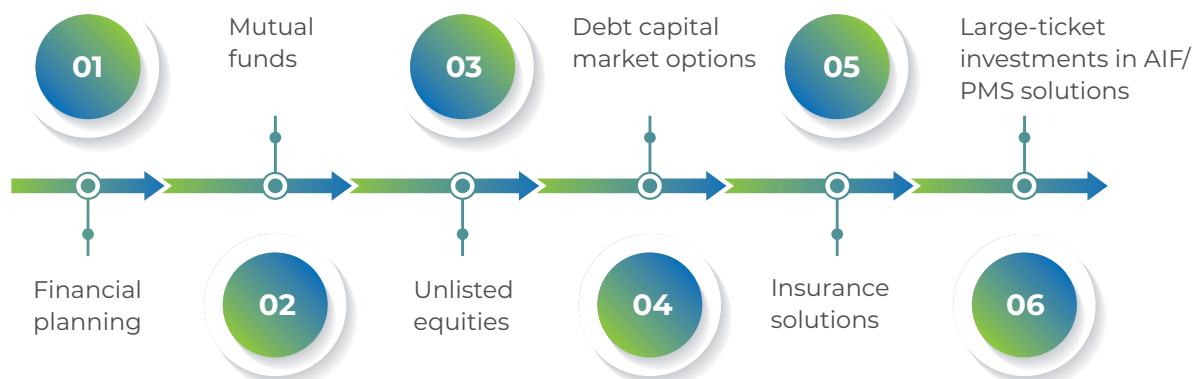 01
Financial
planning
Mutual
funds
02
03
Unlisted
equities
Debt capital
market options
04
05
Insurance
solutions
Large-ticket
investments in AIF/
PMS solutions
06